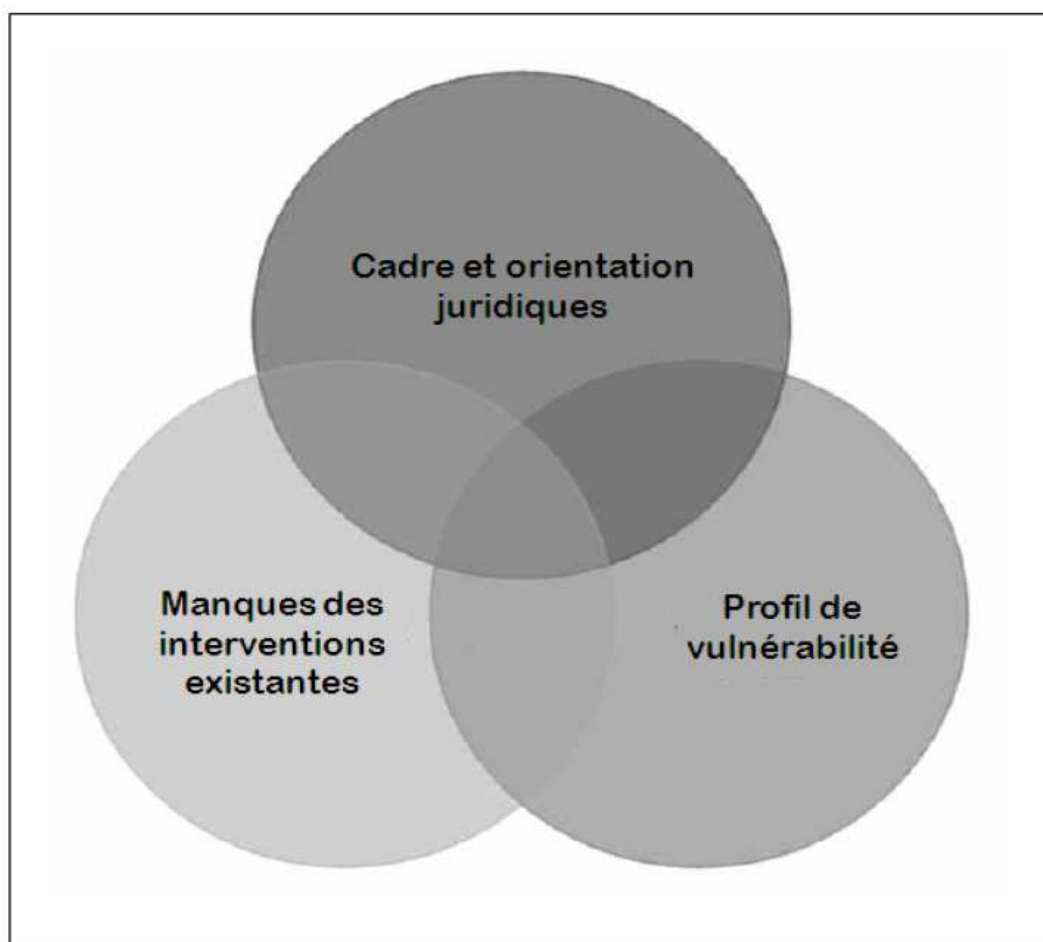 Cadre et orientation
juridiques
Manques des
interventions
existantes
Profil de
vulnérabilité